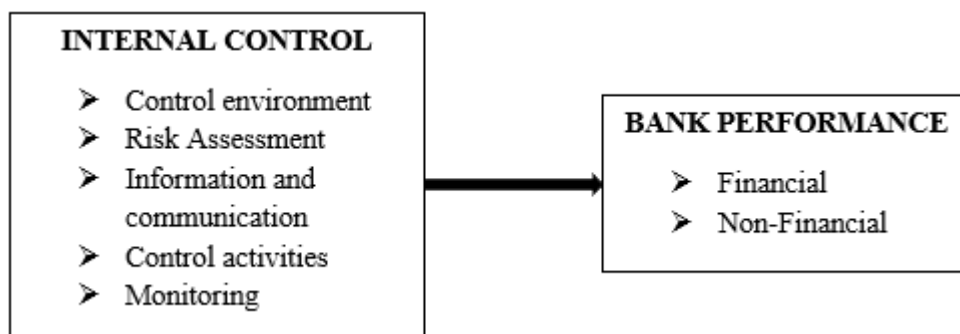 INTERNAL CONTROL
➢ Control environment
➢ Risk Assessment
➢ Information and
communication
➢ Control activities
➢ Monitoring
BANK PERFORMANCE
➢ Financial
➢ Non-Financial